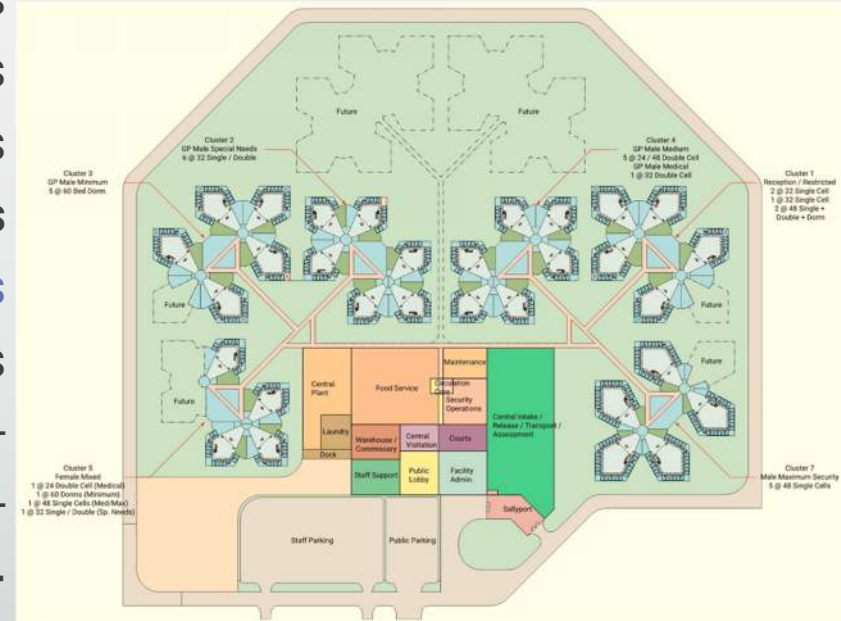 Future
Future
Cluster 2
GP Male Special Needs
6 @ 32 Single / Double
Cluster 4
GP Male Medium
5 @ 24 / 48 Double Cell
GP Male Medical
1 @ 32 Double Cell
Cluster 3
GP Male Minimum
5 @ 60 Bed Dorm
Cluster 1
Reception / Restricted
2 @ 32 Single Cell
1 @ 32 Single Cell
2 @ 48 Single +
Double + Dorm
Future
Future
Future
Future
Central
Plant
Food Service
Maintenance
Circulation
Core
Security
Operations
Central Intake /
Release / Transport /
Assessment
Laundry
Dock
Warehouse /
Commissary
Central
Visitation
Courts
Staff Support
Public
Lobby
Facility
Admin.
Sallyport
Cluster 5
Female Mixed
1 @ 24 Double Cell (Medical)
1 @ 60 Dorms (Minimum)
1 @ 48 Single Cells (Med/Max)
1 @ 32 Single / Double (Sp. Needs)
Cluster 7
Male Maximum Security
5 @ 48 Single Cells
Staff Parking
Public Parking